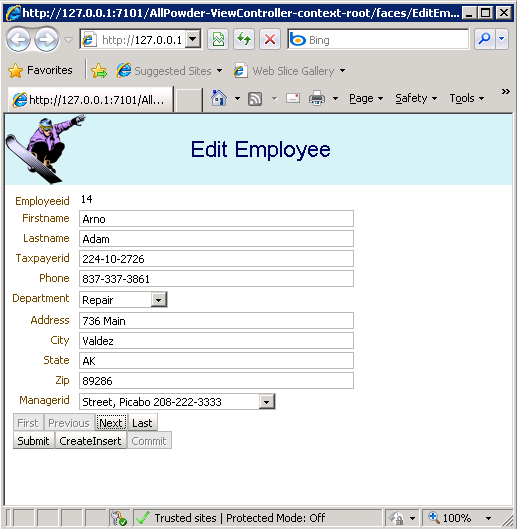 http://127.0.0.1:7101/AllPowder-ViewController-context-root/faces/EditEm...
http://127.0.0.1
Bing
Favorites Suggested Sites Web Slice Gallery
http://127.0.0.1:7101/All... Page Safety Tools »
Edit Employee
Employeeid 14
Firstname Arno
Lastname Adam
Taxpayerid 224-10-2726
Phone 837-337-3861
Department Repair
Address 736 Main
City Valdez
State AK
Zip 89286
Managerid Street, Picabo 208-222-3333
First Previous Next Last
Submit CreateInsert Commit
Trusted sites | Protected Mode: Off 100%